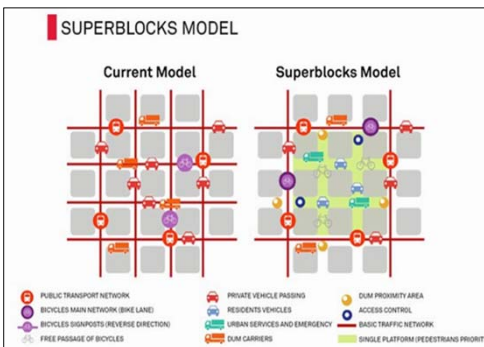 SUPERBLOCKS MODEL
Current Model
Superblocks Model
PUBLIC TRANSPORT NETWORK
BICYCLES MAIN NETWORK (BIKE LANE)
BICYCLES SIGNPOSTS (REVERSE DIRECTION)
FREE PASSAGE OF BICYCLES
PRIVATE VEHICLE PASSING
RESIDENTS VEHICLES
URBAN SERVICES AND EMERGENCY
DUM CARRIERS
DUM PROXIMITY AREA
ACCESS CONTROL
BASIC TRAFFIC NETWORK
SINGLE PLATFORM (PEDESTRIANS PRIORIT